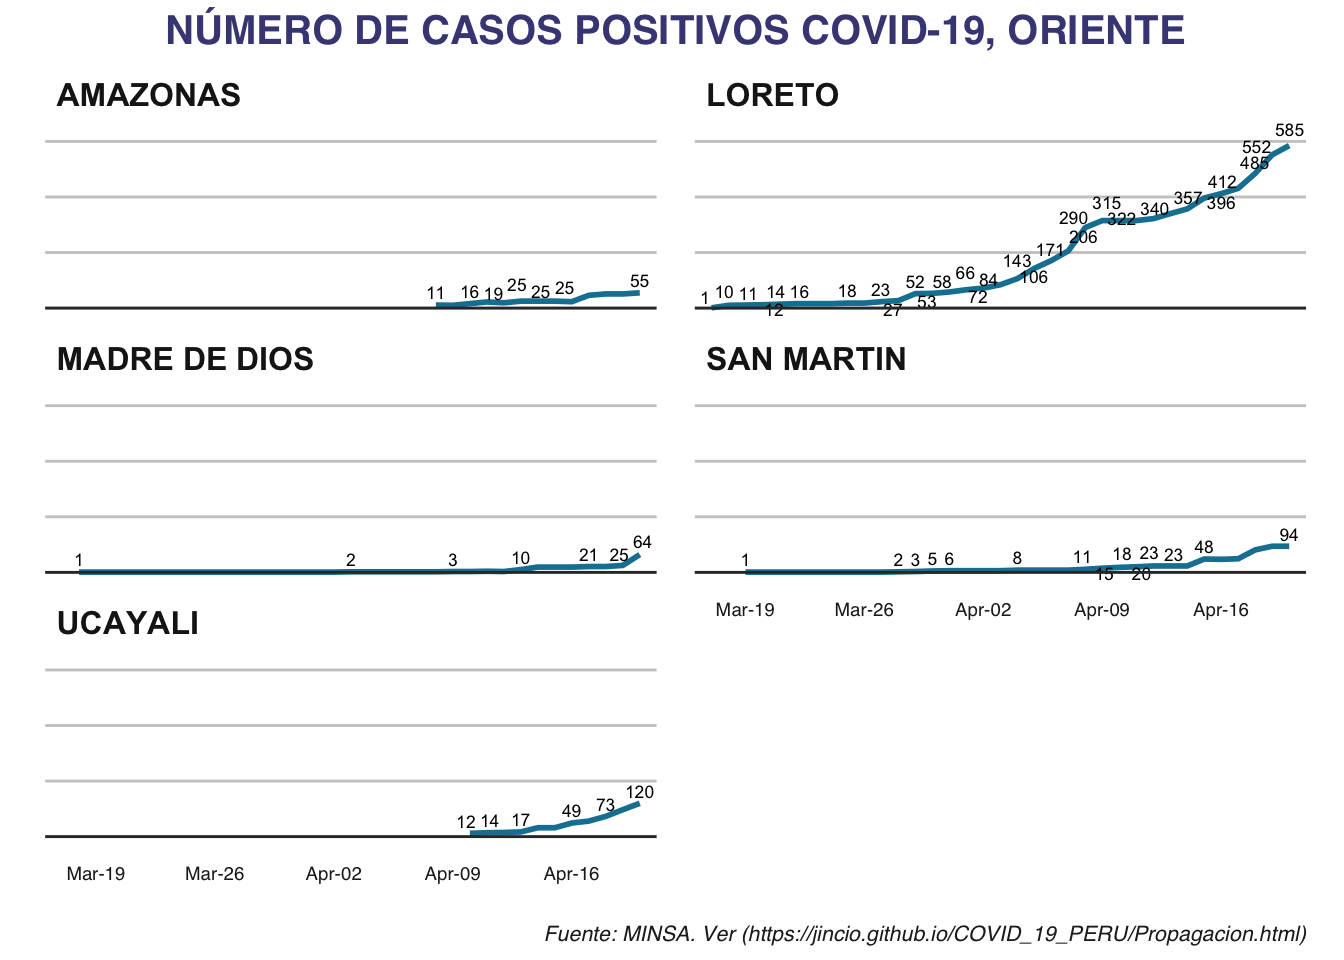 NÚMERO DE CASOS POSITIVOS COVID-19, ORIENTE
AMAZONAS
11 16 19 25 25 25 55
LORETO
1 10 11 12 14 16 18 23 27 52 53 58 66 72 84 143 106 171 290 206 315 322 340 357 412 396 552 485 585
MADRE DE DIOS
1 2 3 10 21 25 64
SAN MARTIN
1 2 3 5 6 8 11 15 18 20 23 23 48 94
Mar-19 Mar-26 Apr-02 Apr-09 Apr-16
UCAYALI
12 14 17 49 73 120
Mar-19 Mar-26 Apr-02 Apr-09 Apr-16
Fuente: MINSA. Ver (https://jincio.github.io/COVID_19_PERU/Propagacion.html)